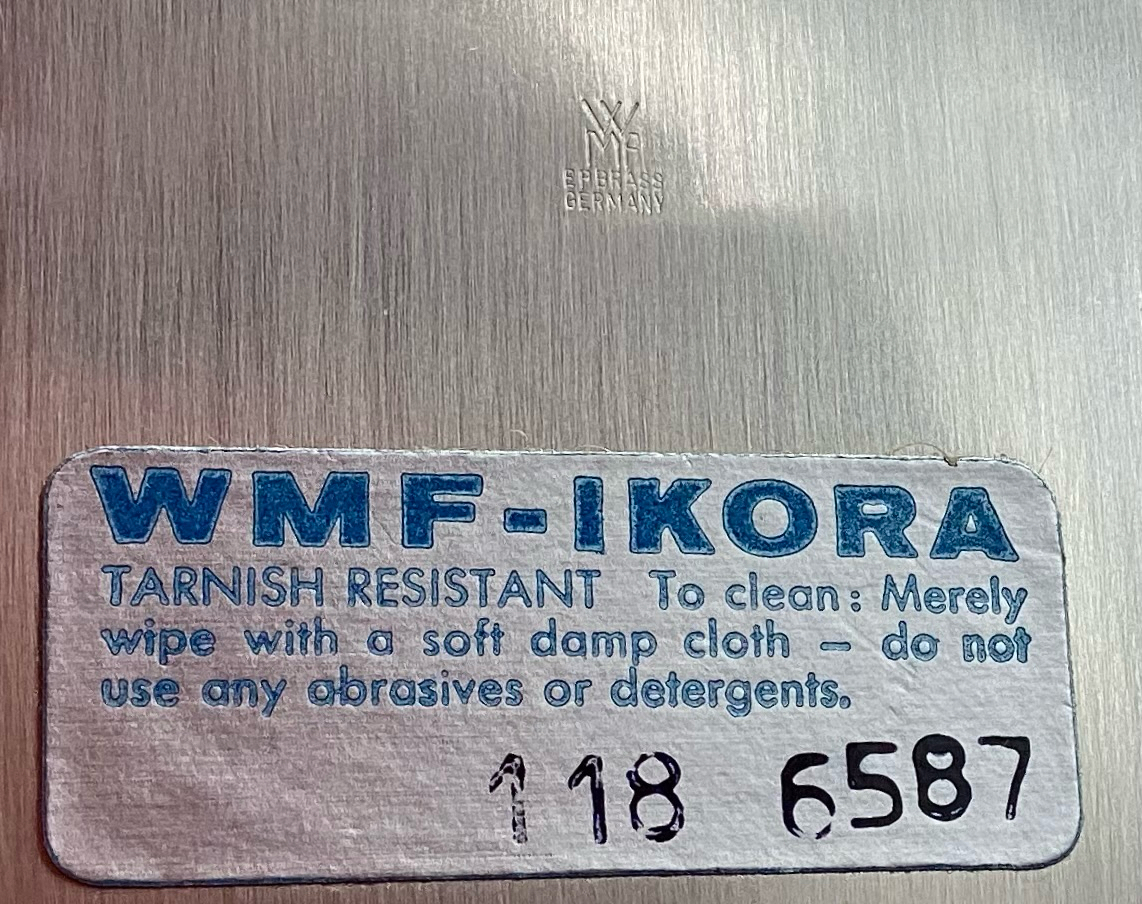 WMF
EPBRASS
GERMANY
WMF-IKORA
TARNISH RESISTANT To clean: Merely
wipe with a soft damp cloth – do not
use any abrasives or detergents.
1 18 6587